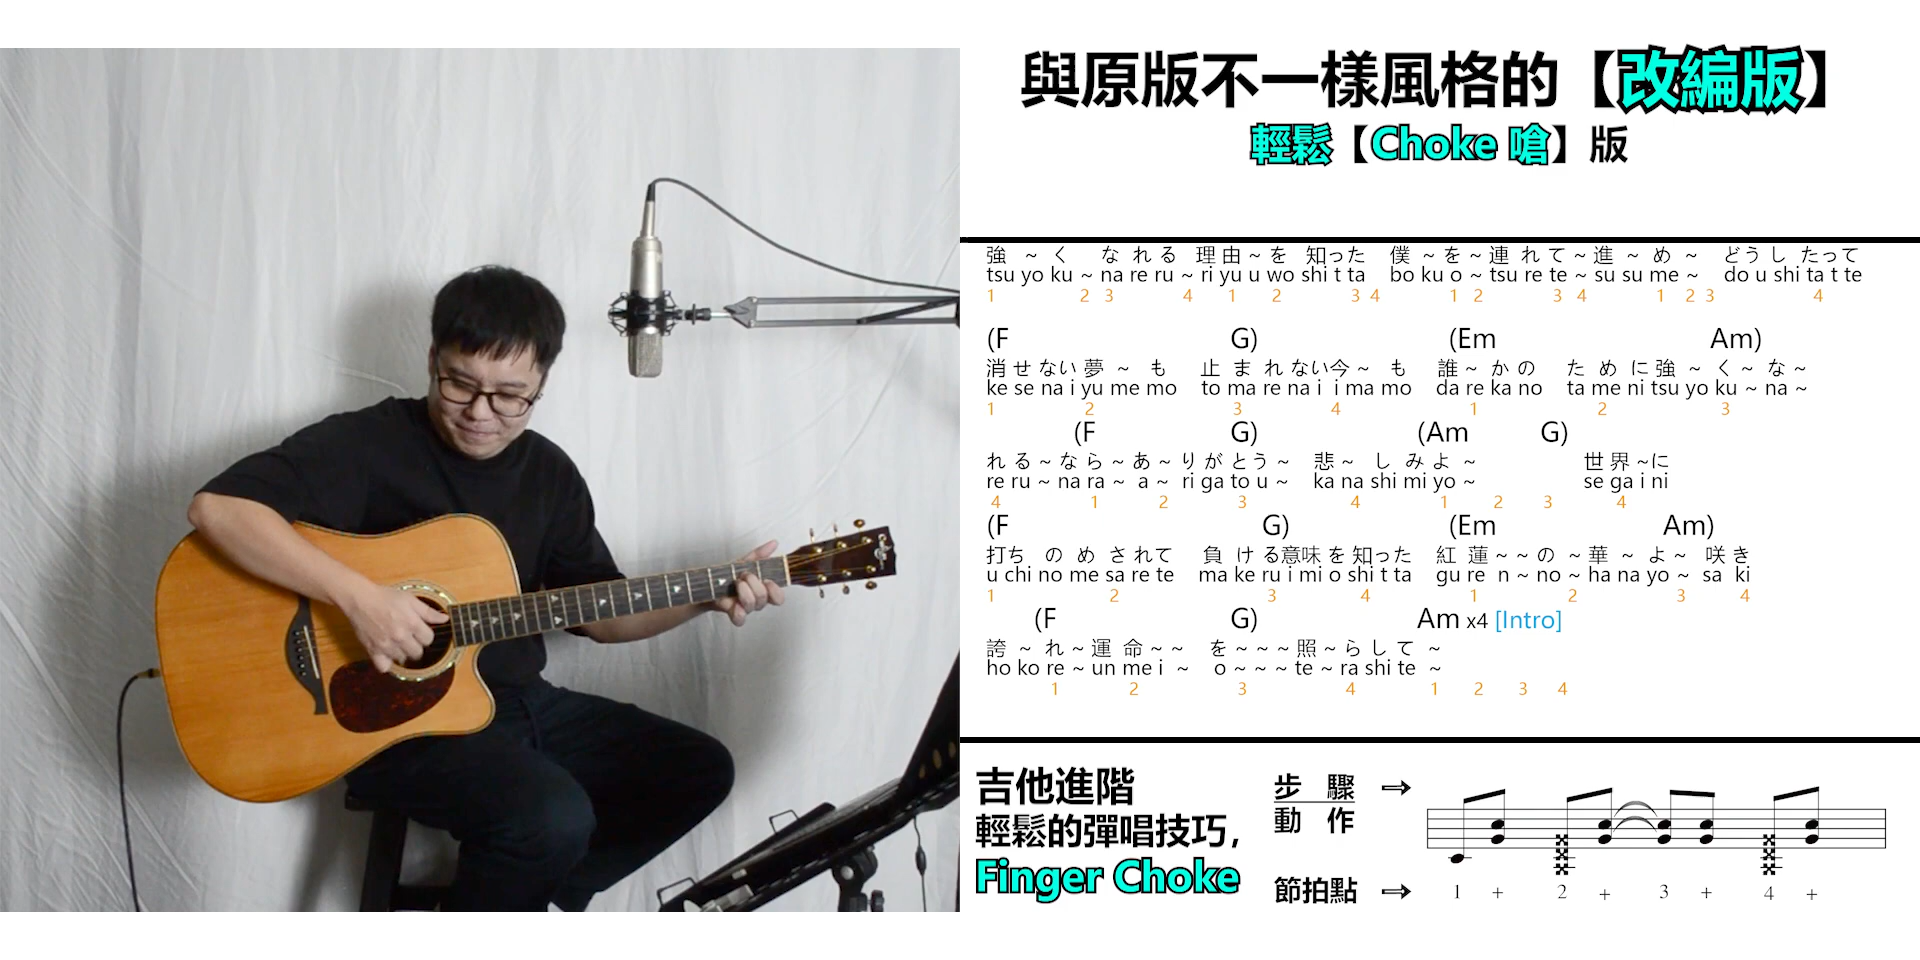 與原版不一樣風格的【改編版】
輕鬆【Choke 嗆】版
強 ~ く な れ る 理 由 ~ を 知った 僕 ~ を ~ 連 れ て ~ 進 ~ め ~ どう し たって
tsu yo ku ~ na re ru ~ ri yu u wo shi t ta bo ku o ~ tsu re te ~ su su me ~ do u shi ta t te
1 2 3 4 1 2 3 4 1 2 3 4 1 2 3 4
(F G) (Em Am)
消 せ ない 夢 ~ も 止 ま れ ない 今 ~ も 誰 ~ か の た め に 強 ~ く ~ な ~
ke se na i yu me mo to ma re na i i ma mo da re ka no ta me ni tsu yo ku ~ na ~
1 2 3 4 1 2 3
(F G) (Am G)
れ る ~ な ら ~ あ ~ り が と う ~ 悲 ~ し み よ ~ 世 界 ~に
re ru ~ na ra ~ a ~ ri ga to u ~ ka na shi mi yo ~ se ga i ni
4 1 2 3 4 1 2 3 4
(F G) (Em Am)
打ち の め されて 負 け る意味 を 知った 紅 蓮 ~ ~ の ~ 華 ~ よ ~ 咲 き
u chi no me sa re te ma ke ru i mi o shi t ta gu re n ~ no ~ ha na yo ~ sa ki
1 2 3 4 1 2 3 4
(F G) Am x4 [Intro]
誇 ~ れ ~ 運 命 ~ ~ を ~ ~ ~ 照 ~ ら し て ~
ho ko re ~ un me i ~ o ~ ~ ~ te ~ ra shi te ~
1 2 3 4 1 2 3 4
吉他進階
輕鬆的彈唱技巧,
Finger Choke
步 驟 →
動 作
節拍點 → 1 + 2 + 3 + 4 +